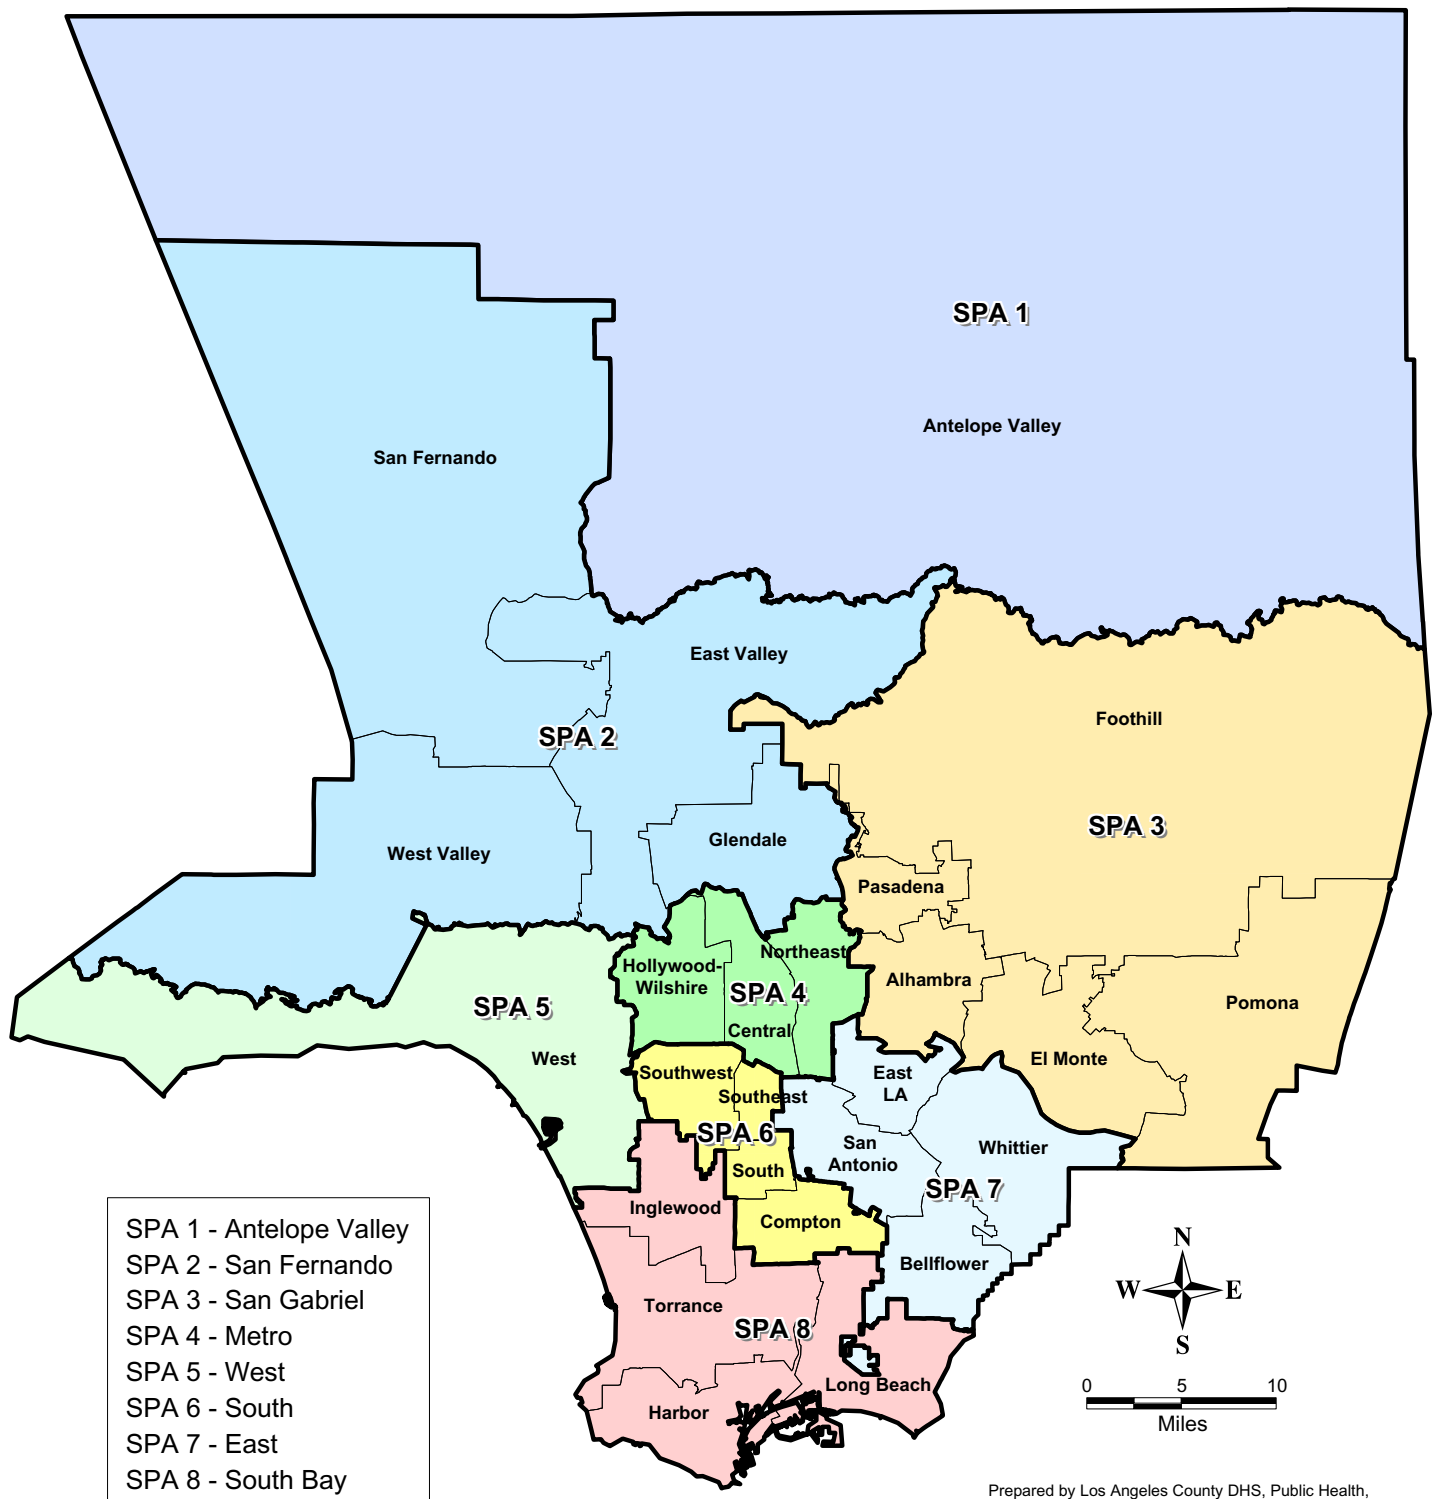 SPA 1
Antelope Valley
San Fernando
East Valley
Foothill
SPA 2
SPA 3
Glendale
West Valley
Pasadena
Northeast
Hollywood-
Wilshire
Alhambra
SPA 4
SPA 5
Pomona
Central
West
El Monte
Southwest
East
LA
Southeast
SPA 6
San
Antonio
Whittier
South
SPA 7
Inglewood
Compton
Bellflower
Torrance
SPA 8
Long Beach
Harbor
SPA 1 - Antelope Valley
SPA 2 - San Fernando
SPA 3 - San Gabriel
SPA 4 - Metro
SPA 5 - West
SPA 6 - South
SPA 7 - East
SPA 8 - South Bay
N
W E
S
0 5 10
Miles
Prepared by Los Angeles County DHS, Public Health,